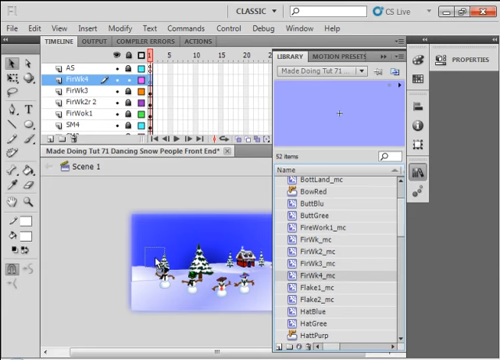 Fl
CLASSIC
CS Live
File Edit View Insert Modify Text Commands Control Debug Window Help
TIMELINE OUTPUT COMPILER ERRORS ACTIONS
5 10 15 20 25
AS
FirWk4
FirWk3
FirWk2r 2
FirWok1
SM4
Made Doing Tut 71 Dancing Snow People Front End*
Scene 1
LIBRARY MOTION PRESETS
Made Doing Tut 71 ...
52 items
Name
BottLand_mc
BowRed
ButtBlu
ButtGree
FireWork1_mc
FirWk_mc
FirWk2_mc
FirWk3_mc
FirWk4_mc
Flake1_mc
Flake2_mc
HatBlue
HatGree
HattPurp
PROPERTIES